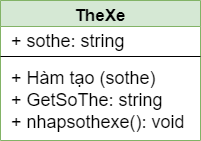 TheXe
+ sothe: string
+ Hàm tạo (sothe)
+ GetSoThe: string
+ nhapsothexe(): void